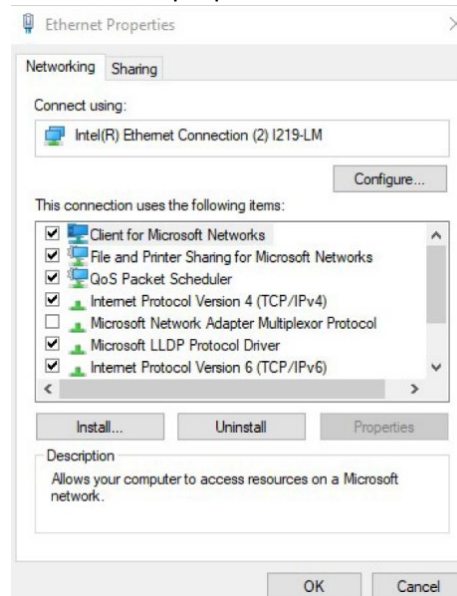 Ethernet Properties
Networking
Sharing
Connect using:
Intel(R) Ethernet Connection (2) I219-LM
Configure...
This connection uses the following items:
Client for Microsoft Networks
File and Printer Sharing for Microsoft Networks
QoS Packet Scheduler
Internet Protocol Version 4 (TCP/IPv4)
Microsoft Network Adapter Multiplexor Protocol
Microsoft LLDP Protocol Driver
Internet Protocol Version 6 (TCP/IPv6)
Install...
Uninstall
Properties
Description
Allows your computer to access resources on a Microsoft
network.
OK
Cancel